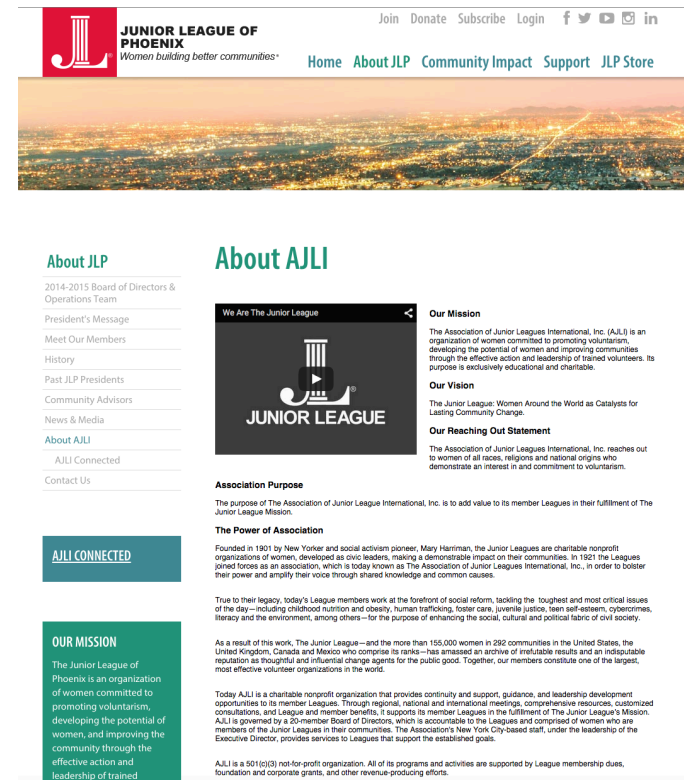 Join Donate Subscribe Login
JUNIOR LEAGUE OF
PHOENIX
Women building better communities®
Home About JLP Community Impact Support JLP Store
About JLP
2014-2015 Board of Directors &
Operations Team
President's Message
Meet Our Members
History
Past JLP Presidents
Community Advisors
News & Media
About AJLI
AJLI Connected
Contact Us
AJLI CONNECTED
OUR MISSION
The Junior League of
Phoenix is an organization
of women committed to
promoting voluntarism,
developing the potential of
women, and improving the
community through the
effective action and
leadership of trained
About AJLI
We Are The Junior League
JUNIOR LEAGUE
Our Mission
The Association of Junior Leagues International, Inc. (AJLI) is an
organization of women committed to promoting voluntarism,
developing the potential of women and improving communities
through the effective action and leadership of trained volunteers. Its
purpose is exclusively educational and charitable.
Our Vision
The Junior League: Women Around the World as Catalysts for
Lasting Community Change.
Our Reaching Out Statement
The Association of Junior Leagues International, Inc. reaches out
to women of all races, religions and national origins who
demonstrate an interest in and commitment to voluntarism.
Association Purpose
The purpose of The Association of Junior League International, Inc. is to add value to its member Leagues in their fulfillment of The
Junior League Mission.
The Power of Association
Founded in 1901 by New Yorker and social activism pioneer, Mary Harriman, the Junior Leagues are charitable nonprofit
organizations of women, developed as civic leaders, making a demonstrable impact on their communities. In 1921 the Leagues
joined forces as an association, which is today known as The Association of Junior Leagues International, Inc., in order to bolster
their power and amplify their voice through shared knowledge and common causes.
True to their legacy, today's League members work at the forefront of social reform, tackling the toughest and most critical issues
of the day—including childhood nutrition and obesity, human trafficking, foster care, juvenile justice, teen self-esteem, cybercrimes,
literacy and the environment, among others—for the purpose of enhancing the social, cultural and political fabric of civil society.
As a result of this work, The Junior League—and the more than 155,000 women in 292 communities in the United States, the
United Kingdom, Canada and Mexico who comprise its ranks—has amassed an archive of irrefutable results and an indisputable
reputation as thoughtful and influential change agents for the public good. Together, our members constitute one of the largest,
most effective volunteer organizations in the world.
Today AJLI is a charitable nonprofit organization that provides continuity and support, guidance, and leadership development
opportunities to its member Leagues. Through regional, national and international meetings, comprehensive resources, customized
consultations, and League and member benefits, it supports its member Leagues in the fulfillment of The Junior League's Mission.
AJLI is governed by a 20-member Board of Directors, which is accountable to the Leagues and comprised of women who are
members of the Junior Leagues in their communities. The Association's New York City-based staff, under the leadership of the
Executive Director, provides services to Leagues that support the established goals.
AJLI is a 501(c)(3) not-for-profit organization. All of its programs and activities are supported by League membership dues,
foundation and corporate grants, and other revenue-producing efforts.